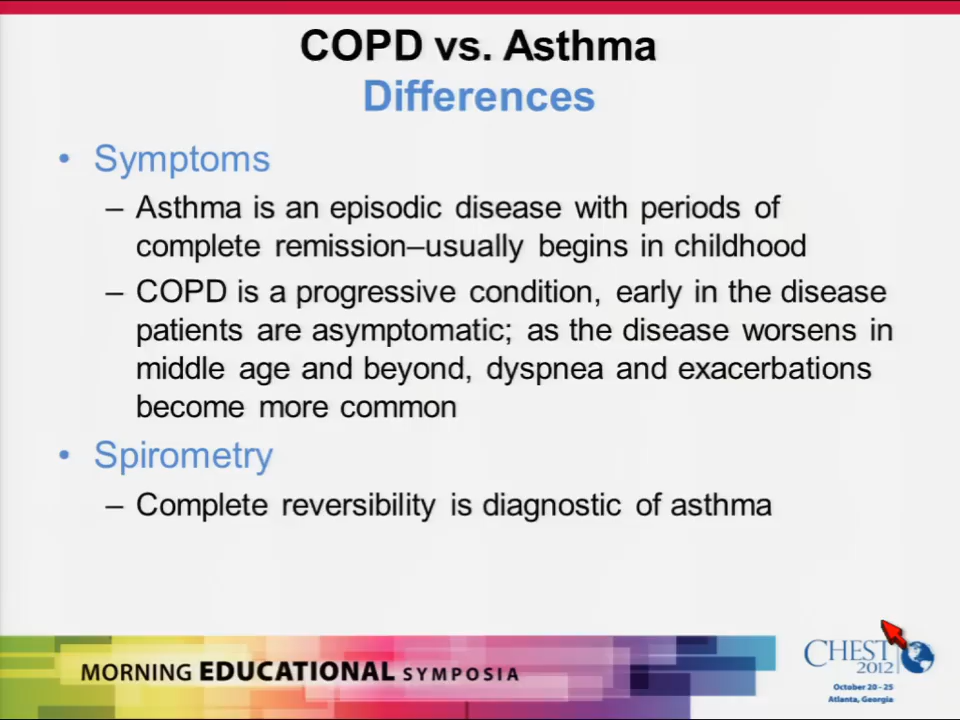 COPD vs. Asthma
Differences
• Symptoms
– Asthma is an episodic disease with periods of
complete remission–usually begins in childhood
– COPD is a progressive condition, early in the disease
patients are asymptomatic; as the disease worsens in
middle age and beyond, dyspnea and exacerbations
become more common
• Spirometry
– Complete reversibility is diagnostic of asthma
MORNING EDUCATIONAL SYMPOSIA
CHEST
2012
October 20 - 25
Atlanta, Georgia